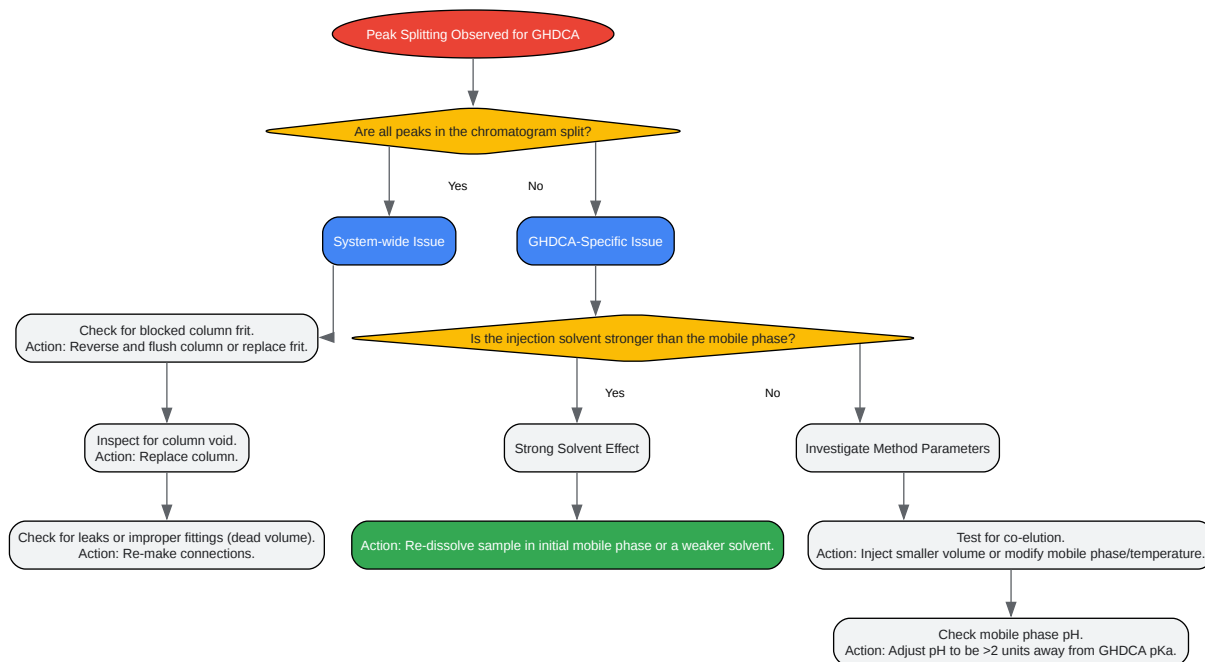 Peak Splitting Observed for GHDCA
Are all peaks in the chromatogram split?
Yes
No
System-wide Issue
GHDCA-Specific Issue
Check for blocked column frit.
Action: Reverse and flush column or replace frit.
Is the injection solvent stronger than the mobile phase?
Yes
No
Inspect for column void.
Action: Replace column.
Strong Solvent Effect
Investigate Method Parameters
Check for leaks or improper fittings (dead volume).
Action: Re-make connections.
Action: Re-dissolve sample in initial mobile phase or a weaker solvent.
Test for co-elution.
Action: Inject smaller volume or modify mobile phase/temperature.
Check mobile phase pH.
Action: Adjust pH to be >2 units away from GHDCA pKa.